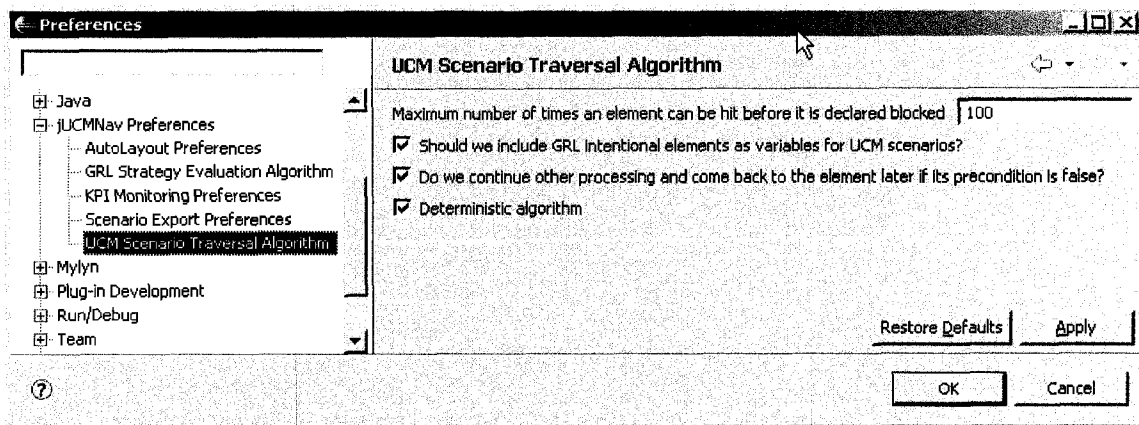 Preferences
UCM Scenario Traversal Algorithm
Java
jUCMNav Preferences
AutoLayout Preferences
GRL Strategy Evaluation Algorithm
KPI Monitoring Preferences
Scenario Export Preferences
UCM Scenario Traversal Algorithm
Mylyn
Plug-in Development
Run/Debug
Team
Maximum number of times an element can be hit before it is declared blocked 100
Should we include GRL intentional elements as variables for UCM scenarios?
Do we continue other processing and come back to the element later if its precondition is false?
Deterministic algorithm
Restore Defaults Apply
OK Cancel